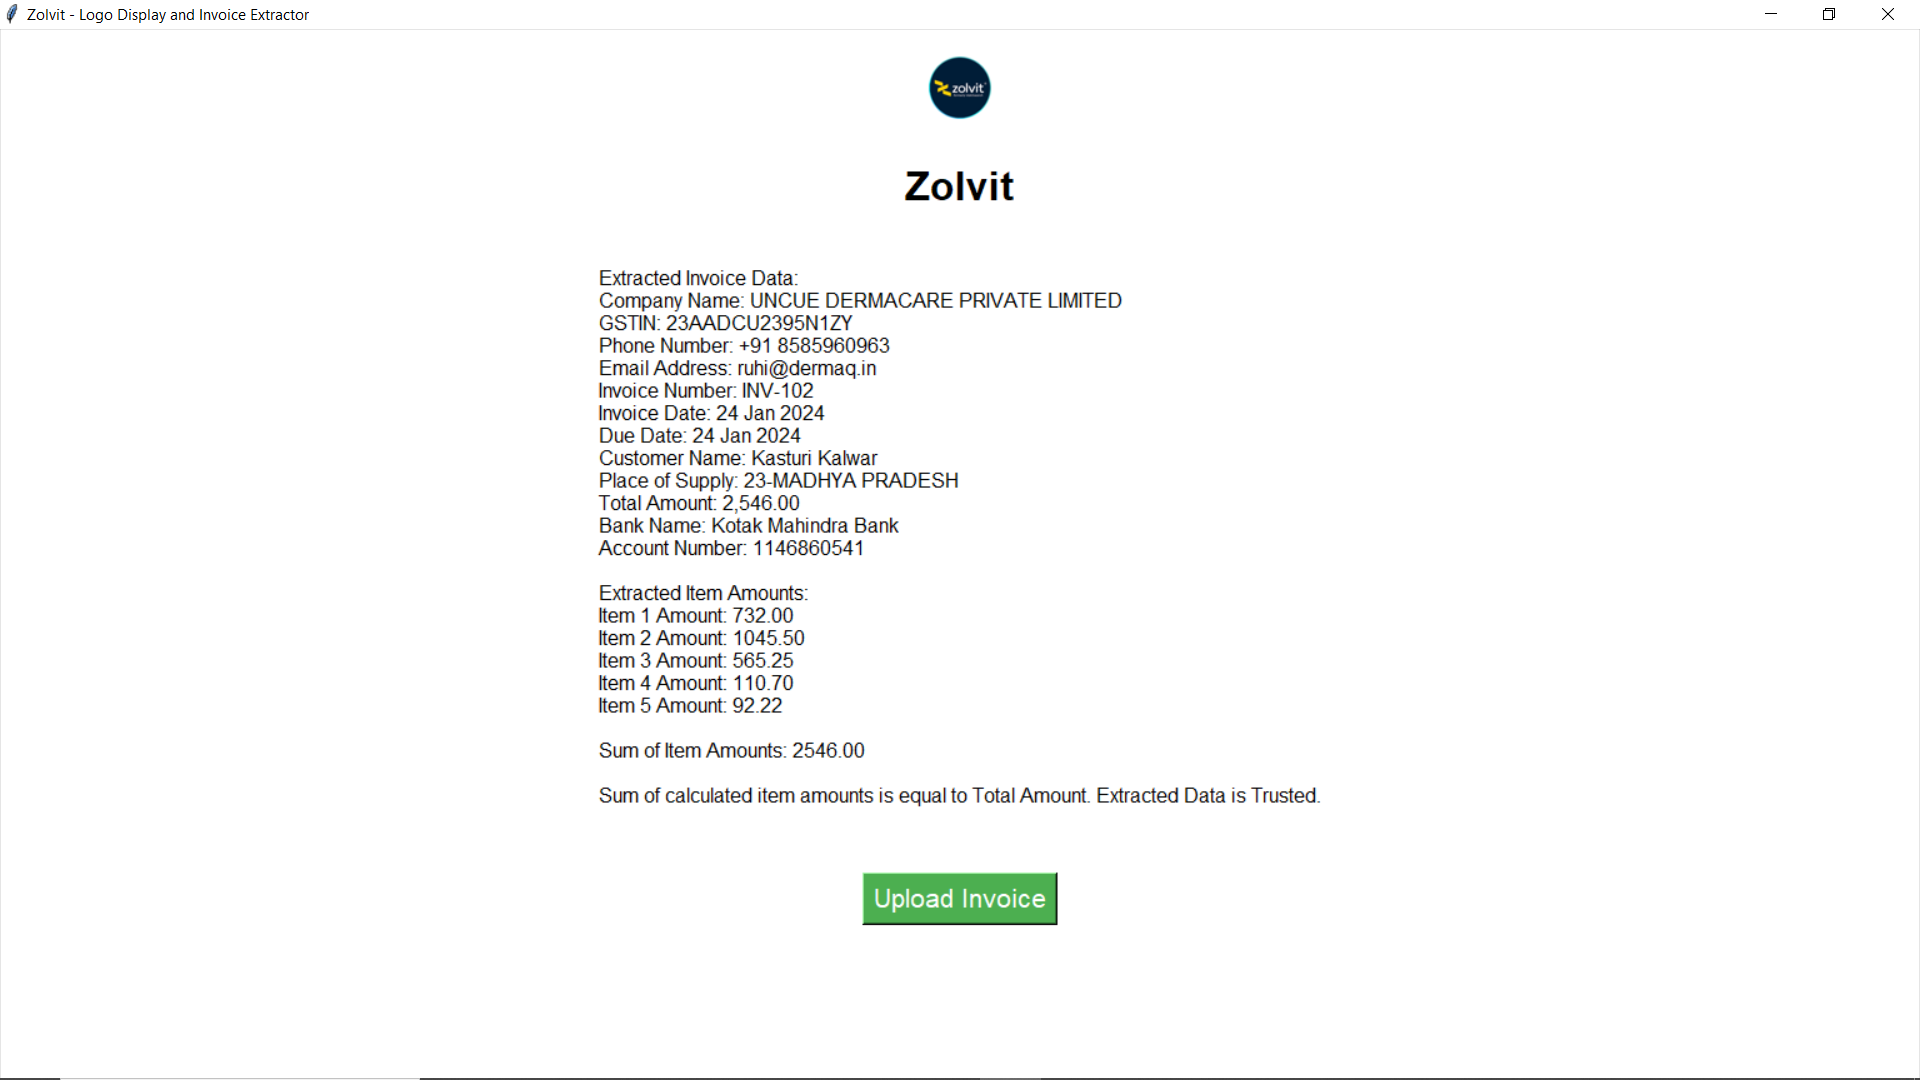 Zolvit - Logo Display and Invoice Extractor
zolvit
Zolvit
Extracted Invoice Data:
Company Name: UNCUE DERMACARE PRIVATE LIMITED
GSTIN: 23AADCU2395N1ZY
Phone Number: +91 8585960963
Email Address: ruhi@dermaq.in
Invoice Number: INV-102
Invoice Date: 24 Jan 2024
Due Date: 24 Jan 2024
Customer Name: Kasturi Kalwar
Place of Supply: 23-MADHYA PRADESH
Total Amount: 2,546.00
Bank Name: Kotak Mahindra Bank
Account Number: 1146860541
Extracted Item Amounts:
Item 1 Amount: 732.00
Item 2 Amount: 1045.50
Item 3 Amount: 565.25
Item 4 Amount: 110.70
Item 5 Amount: 92.22
Sum of Item Amounts: 2546.00
Sum of calculated item amounts is equal to Total Amount. Extracted Data is Trusted.
Upload Invoice